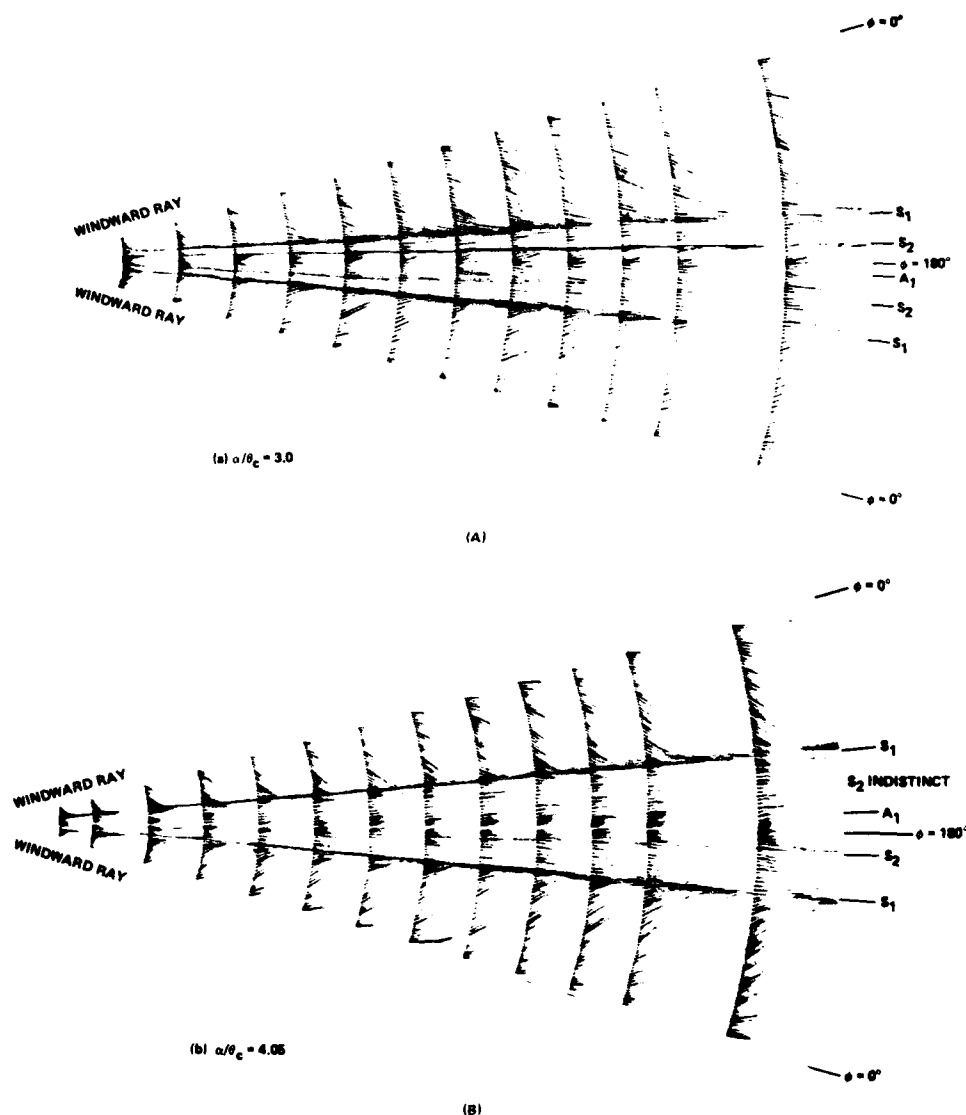 ϕ = 0°
WINDWARD RAY
S₁
S₂
ϕ = 180°
A₁
WINDWARD RAY
S₂
S₁
(a) α/θc = 3.0
ϕ = 0°
(A)
ϕ = 0°
S₁
WINDWARD RAY
S₂ INDISTINCT
A₁
ϕ = 180°
WINDWARD RAY
S₂
S₁
(b) α/θc = 4.05
ϕ = 0°
(B)